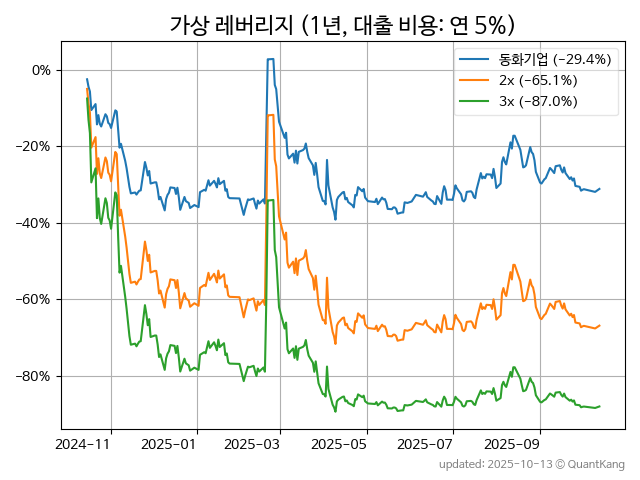 가상 레버리지 (1년, 대출 비용: 연 5%)
동화기업 (−29.4%)
2x (−65.1%)
3x (−87.0%)
0%
−20%
−40%
−60%
−80%
2024-11 2025-01 2025-03 2025-05 2025-07 2025-09
updated: 2025-10-13 © QuantKang